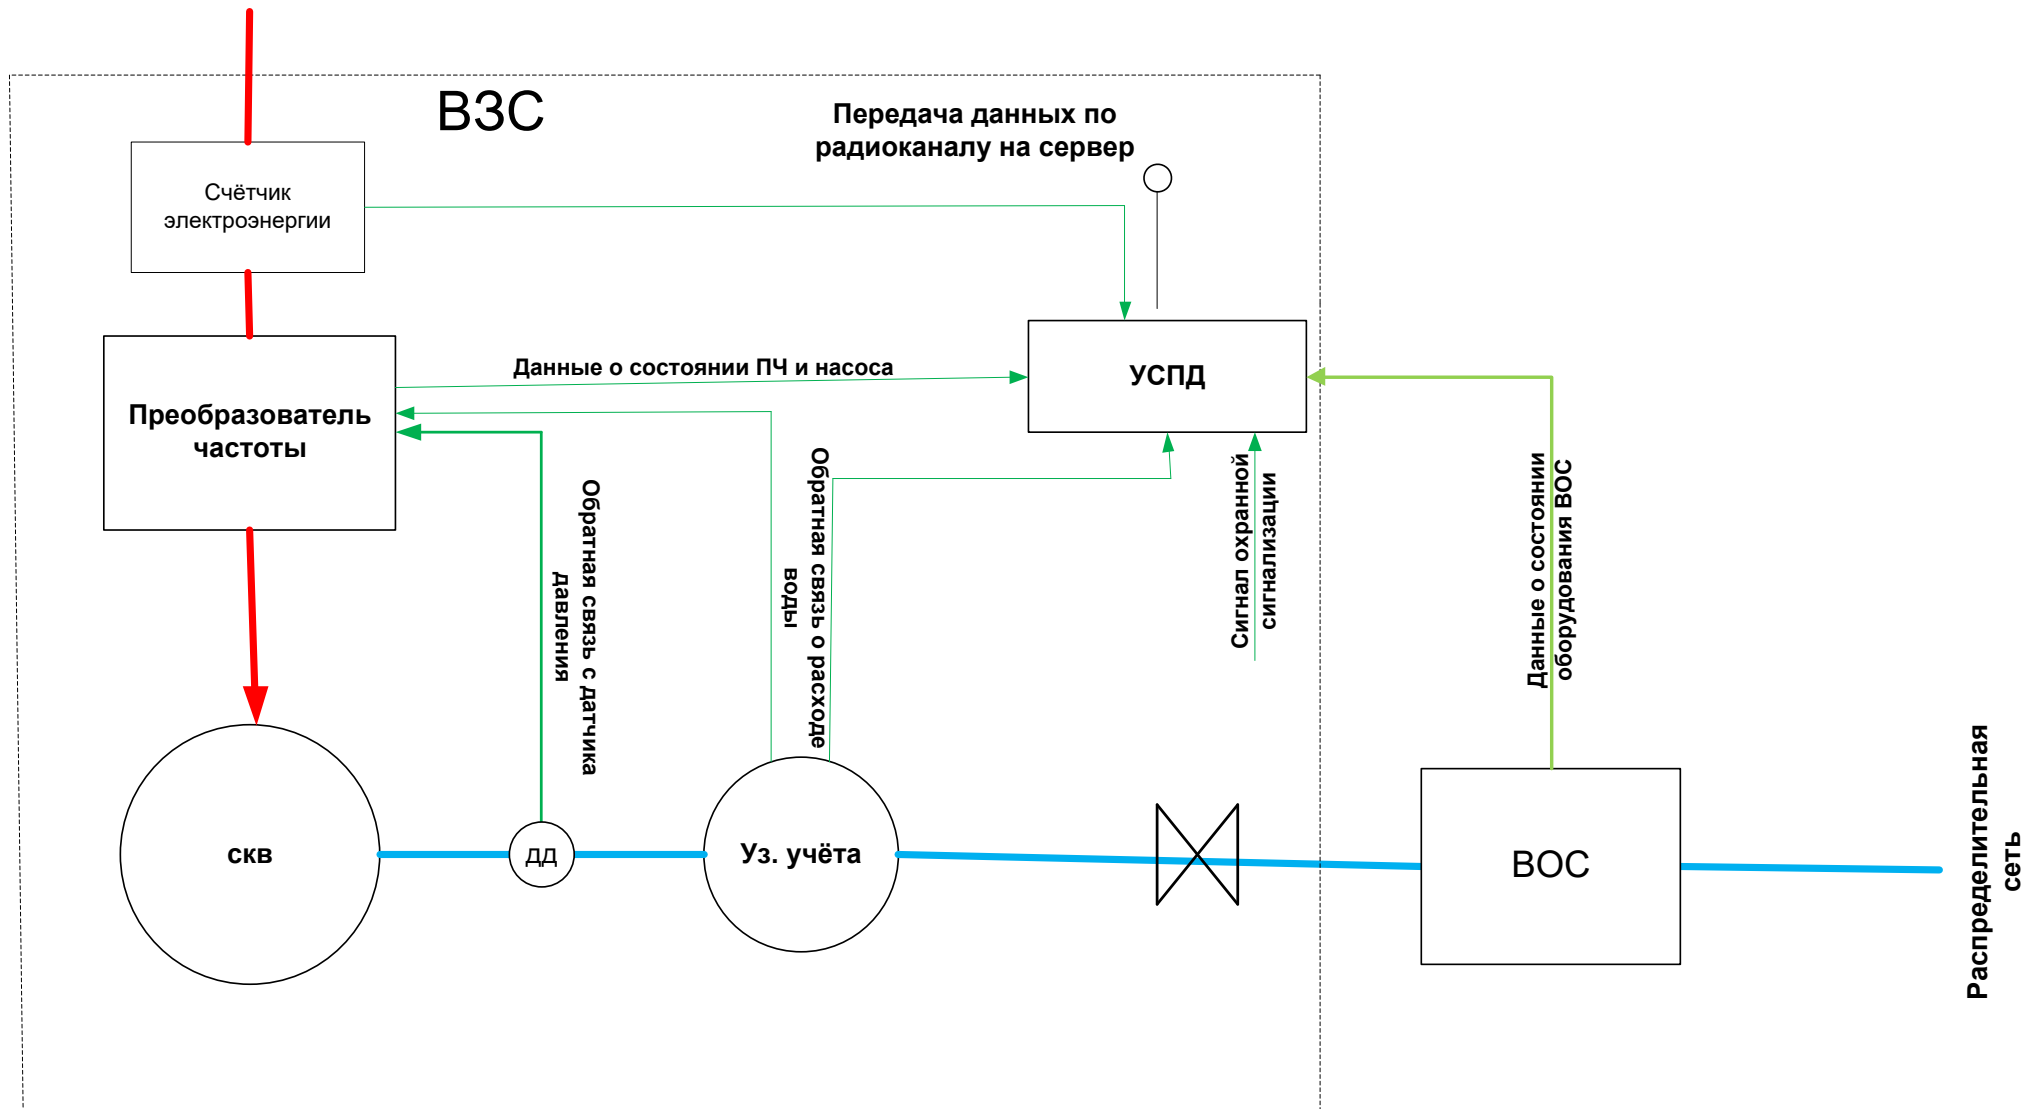 ВЗС
Передача данных по
радиоканалу на сервер
Счётчик
электроэнергии
Данные о состоянии ПЧ и насоса
УСПД
Преобразователь
частоты
Обратная связь с датчика
давления
Обратная связь о расходе
воды
Сигнал охранной
сигнализации
Данные о состоянии
оборудования ВОС
скв
дд
Уз. учёта
ВОС
Распределительная
сеть